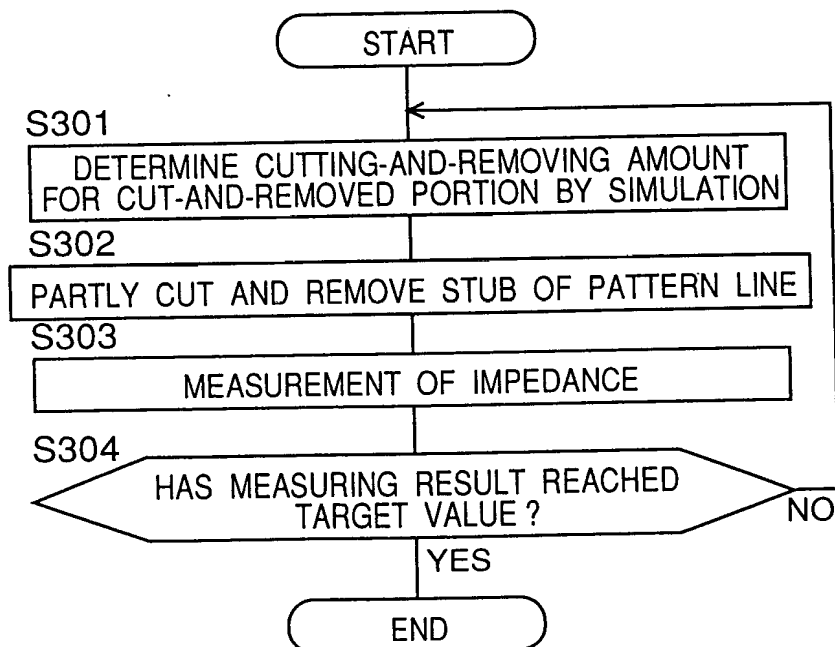 START
S301
DETERMINE CUTTING-AND-REMOVING AMOUNT
FOR CUT-AND-REMOVED PORTION BY SIMULATION
S302
PARTLY CUT AND REMOVE STUB OF PATTERN LINE
S303
MEASUREMENT OF IMPEDANCE
S304
HAS MEASURING RESULT REACHED
TARGET VALUE?
NO
YES
END